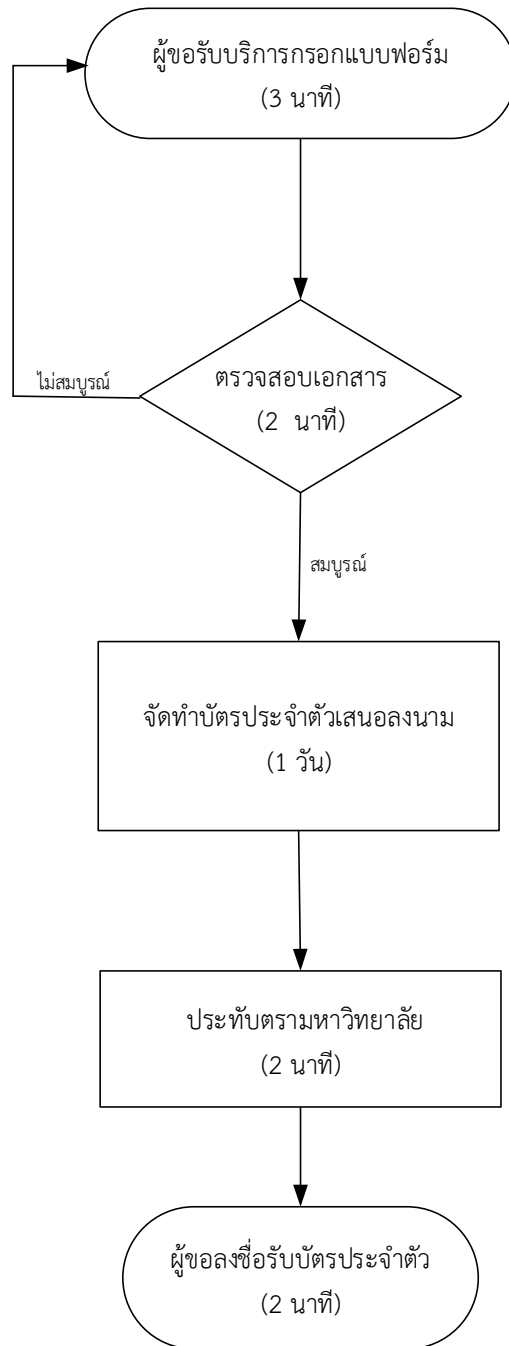 ผู้ขอรับบริการกรอกแบบฟอร์ม
(3 นาที)
ตรวจสอบเอกสาร
(2 นาที)
ไม่สมบูรณ์
สมบูรณ์
จัดทำบัตรประจำตัวเสนอลงนาม
(1 วัน)
ประทับตรามหาวิทยาลัย
(2 นาที)
ผู้ขอลงชื่อรับบัตรประจำตัว
(2 นาที)